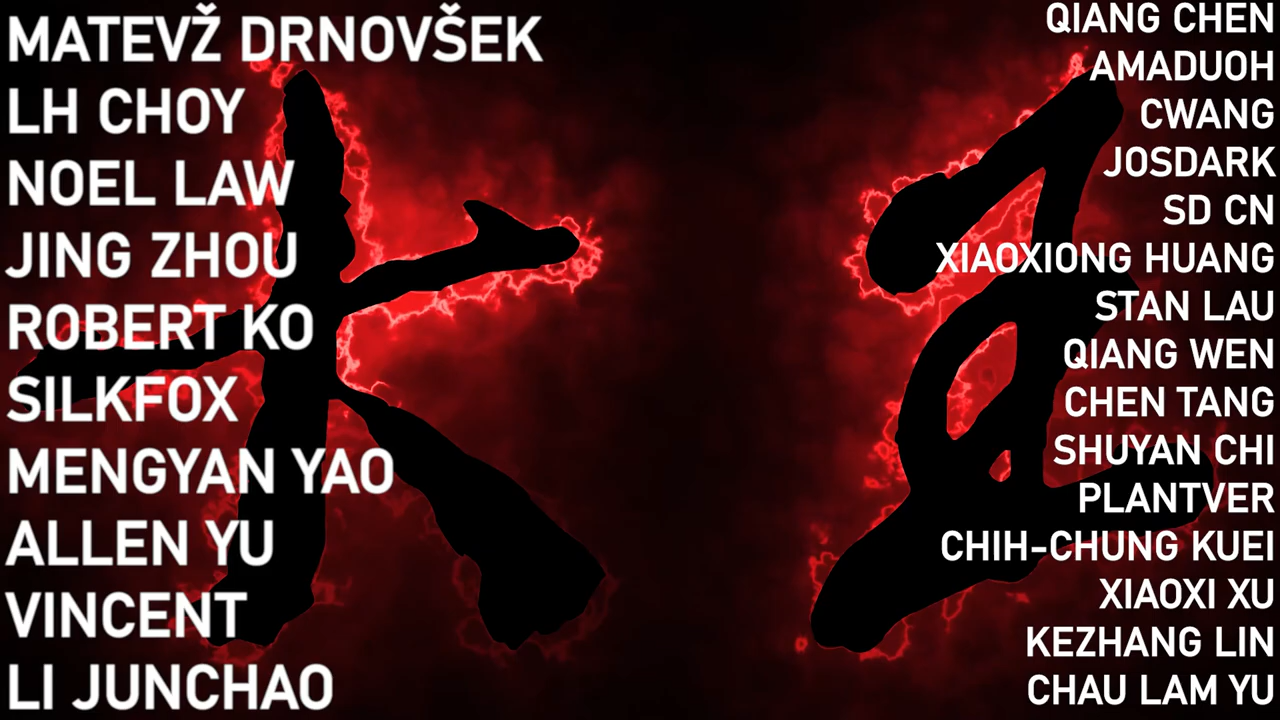 MATEVŽ DRNOVŠEK
LH CHOY
NOEL LAW
JING ZHOU
ROBERT KO
SILKFOX
MENGYAN YAO
ALLEN YU
VINCENT
LI JUNCHAO
QIANG CHEN
AMADUOH
CWANG
JOSDARK
SD CN
XIAOXIONG HUANG
STAN LAU
QIANG WEN
CHEN TANG
SHUYAN CHI
PLANTVER
CHIH-CHUNG KUEI
XIAOXI XU
KEZHANG LIN
CHAU LAM YU